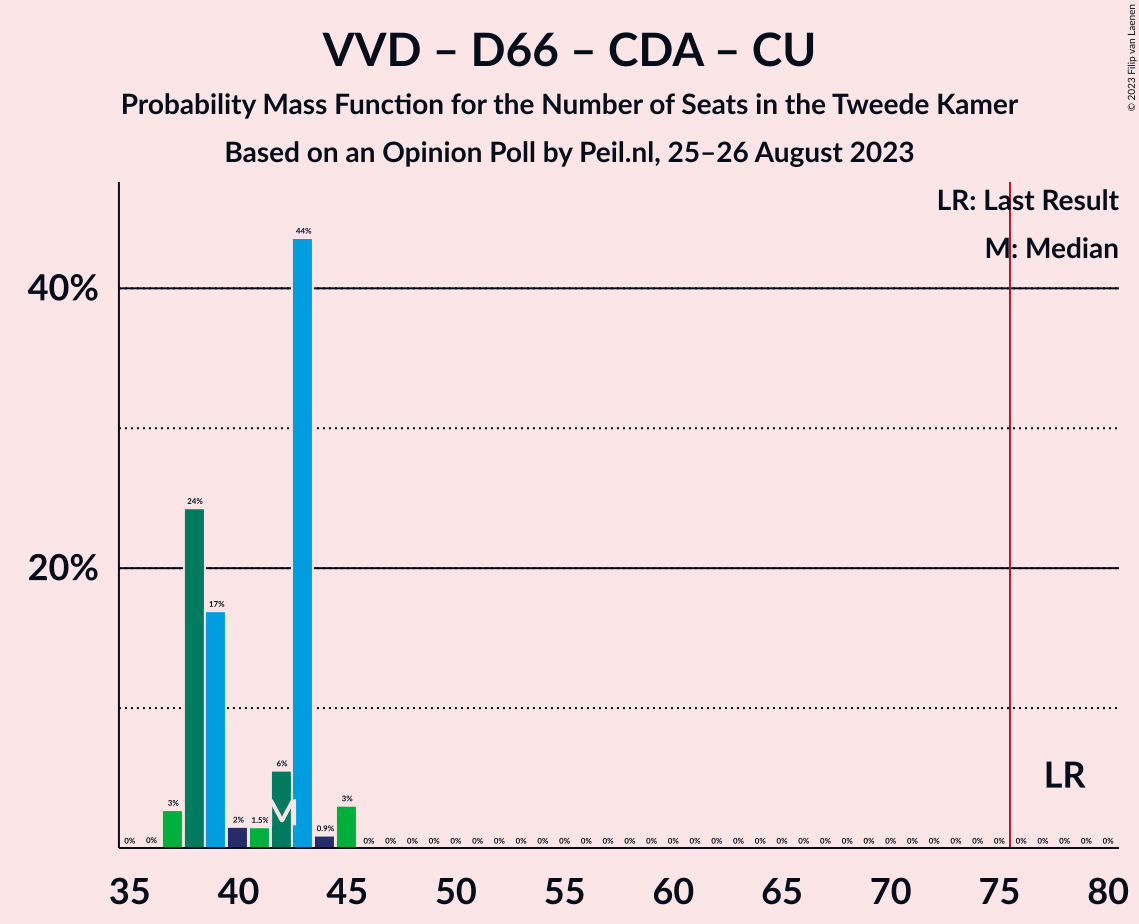 VVD – D66 – CDA – CU
Probability Mass Function for the Number of Seats in the Tweede Kamer
Based on an Opinion Poll by Peil.nl, 25–26 August 2023
© 2023 Filip van Laenen
LR: Last Result
M: Median
40%
20%
0% 0% 3% 24% 17% 2% 1.5% 6% 44% 0.9% 3% 0% 0% 0% 0% 0% 0% 0% 0% 0% 0% 0% 0% 0% 0% 0% 0% 0% 0% 0% 0% 0% 0% 0% 0% 0% 0% 0% 0% 0% 0% 0% 0% 0% 0% 0%
M
LR
35 40 45 50 55 60 65 70 75 80